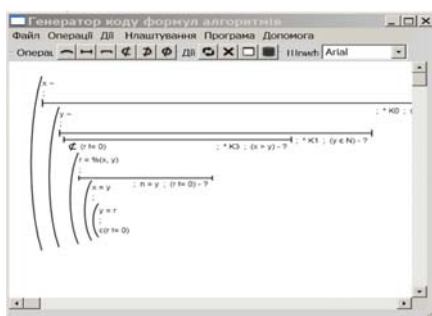 Генератор коду формул алгоритмів
Файл Операції Дії Нлаштування Програма Допомога
Операц Дії Шрифт Arial
x –
;
; * K0 ;
y –
;
; * K1 ; (y є N) - ?
; * K3 ; (x > y) - ?
₵ (r != 0)
r = %(x, y)
;
; n = y ; (r != 0) - ?
x = y
;
y = r
;
c(r != 0)